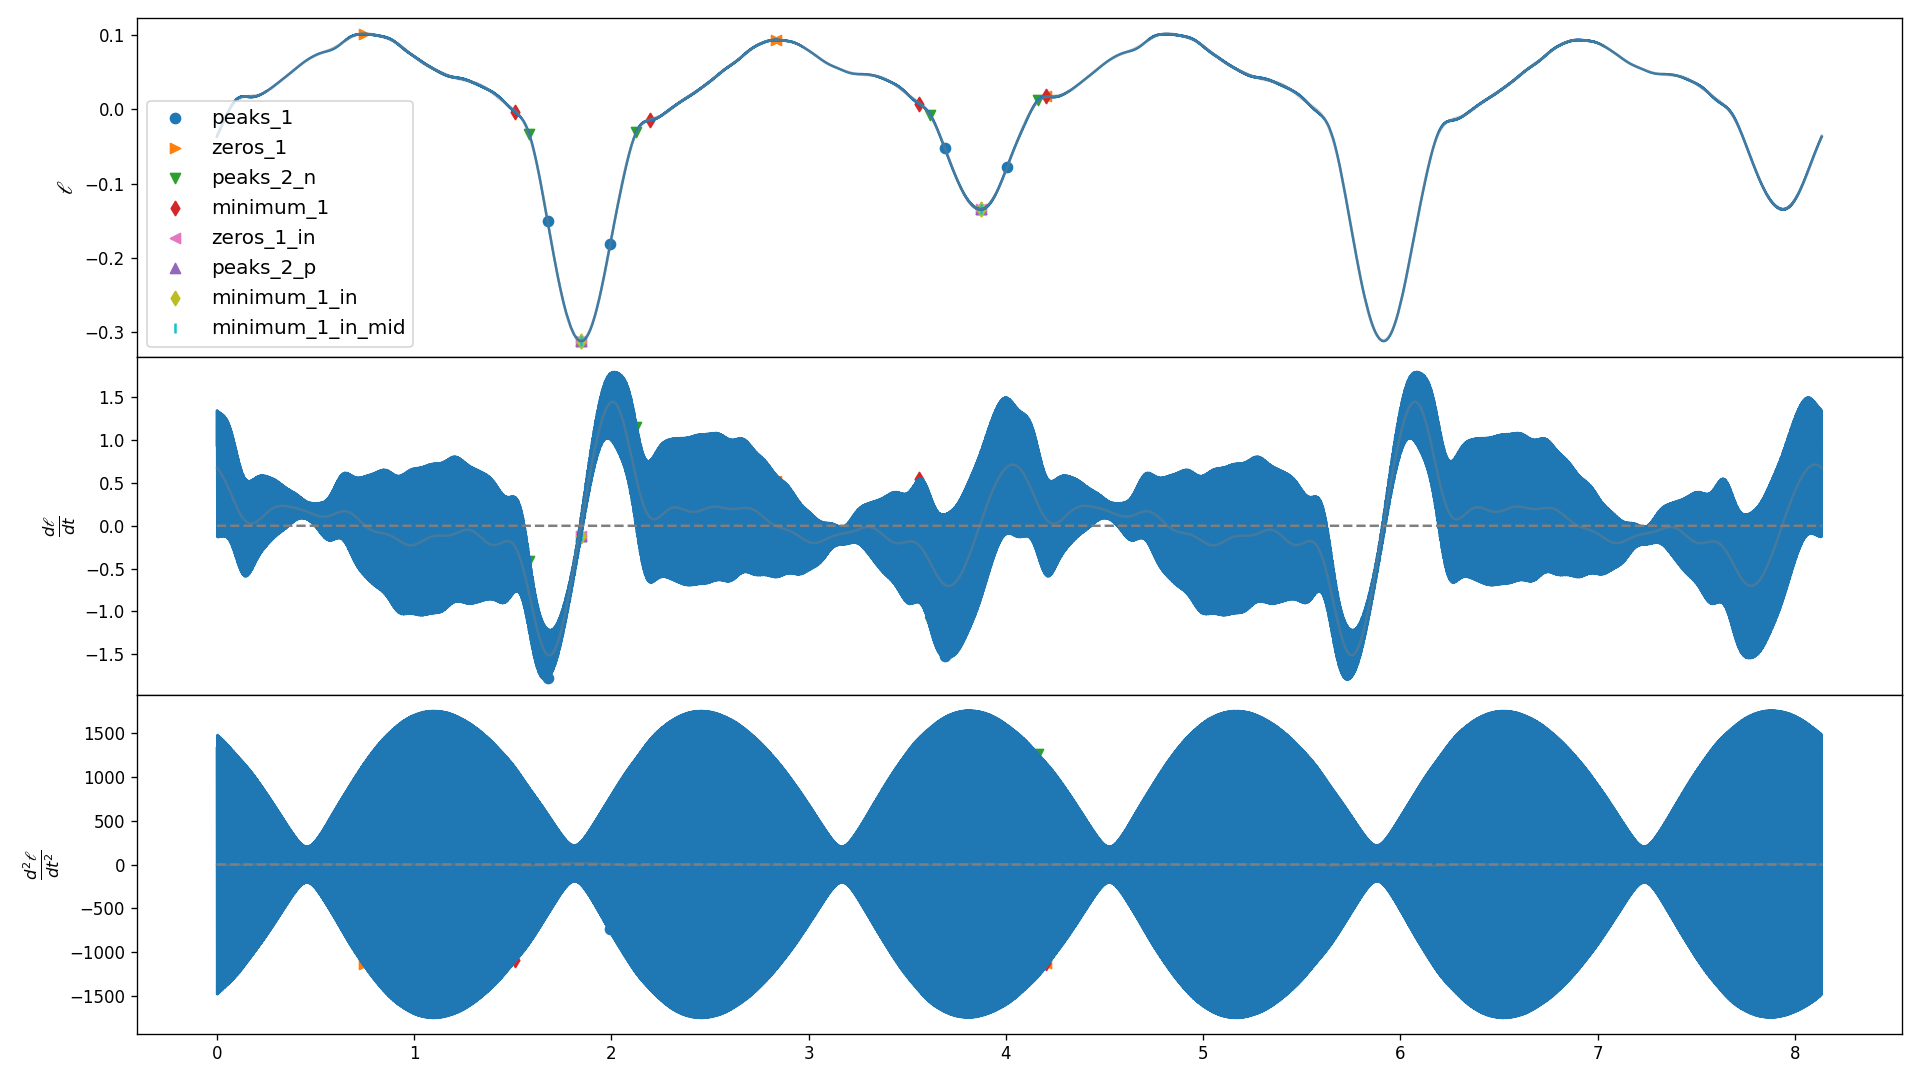 0.1
0.0
−0.1
−0.2
−0.3
ℓ
peaks_1
zeros_1
peaks_2_n
minimum_1
zeros_1_in
peaks_2_p
minimum_1_in
minimum_1_in_mid
1.5
1.0
0.5
0.0
−0.5
−1.0
−1.5
dℓ
dt
1500
1000
500
0
−500
−1000
−1500
d²ℓ
dt²
0 1 2 3 4 5 6 7 8